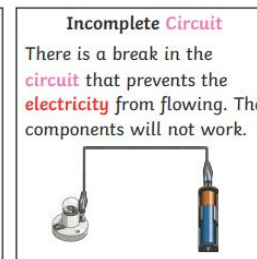 Incomplete Circuit
There is a break in the
circuit that prevents the
electricity from flowing. The
components will not work.